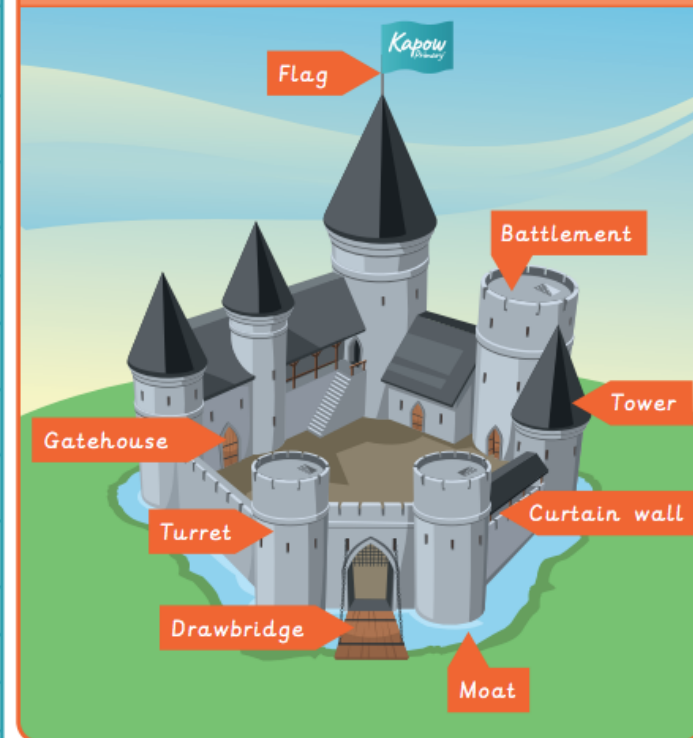 Kapow
Primary
Flag
Battlement
Tower
Gatehouse
Curtain wall
Turret
Drawbridge
Moat